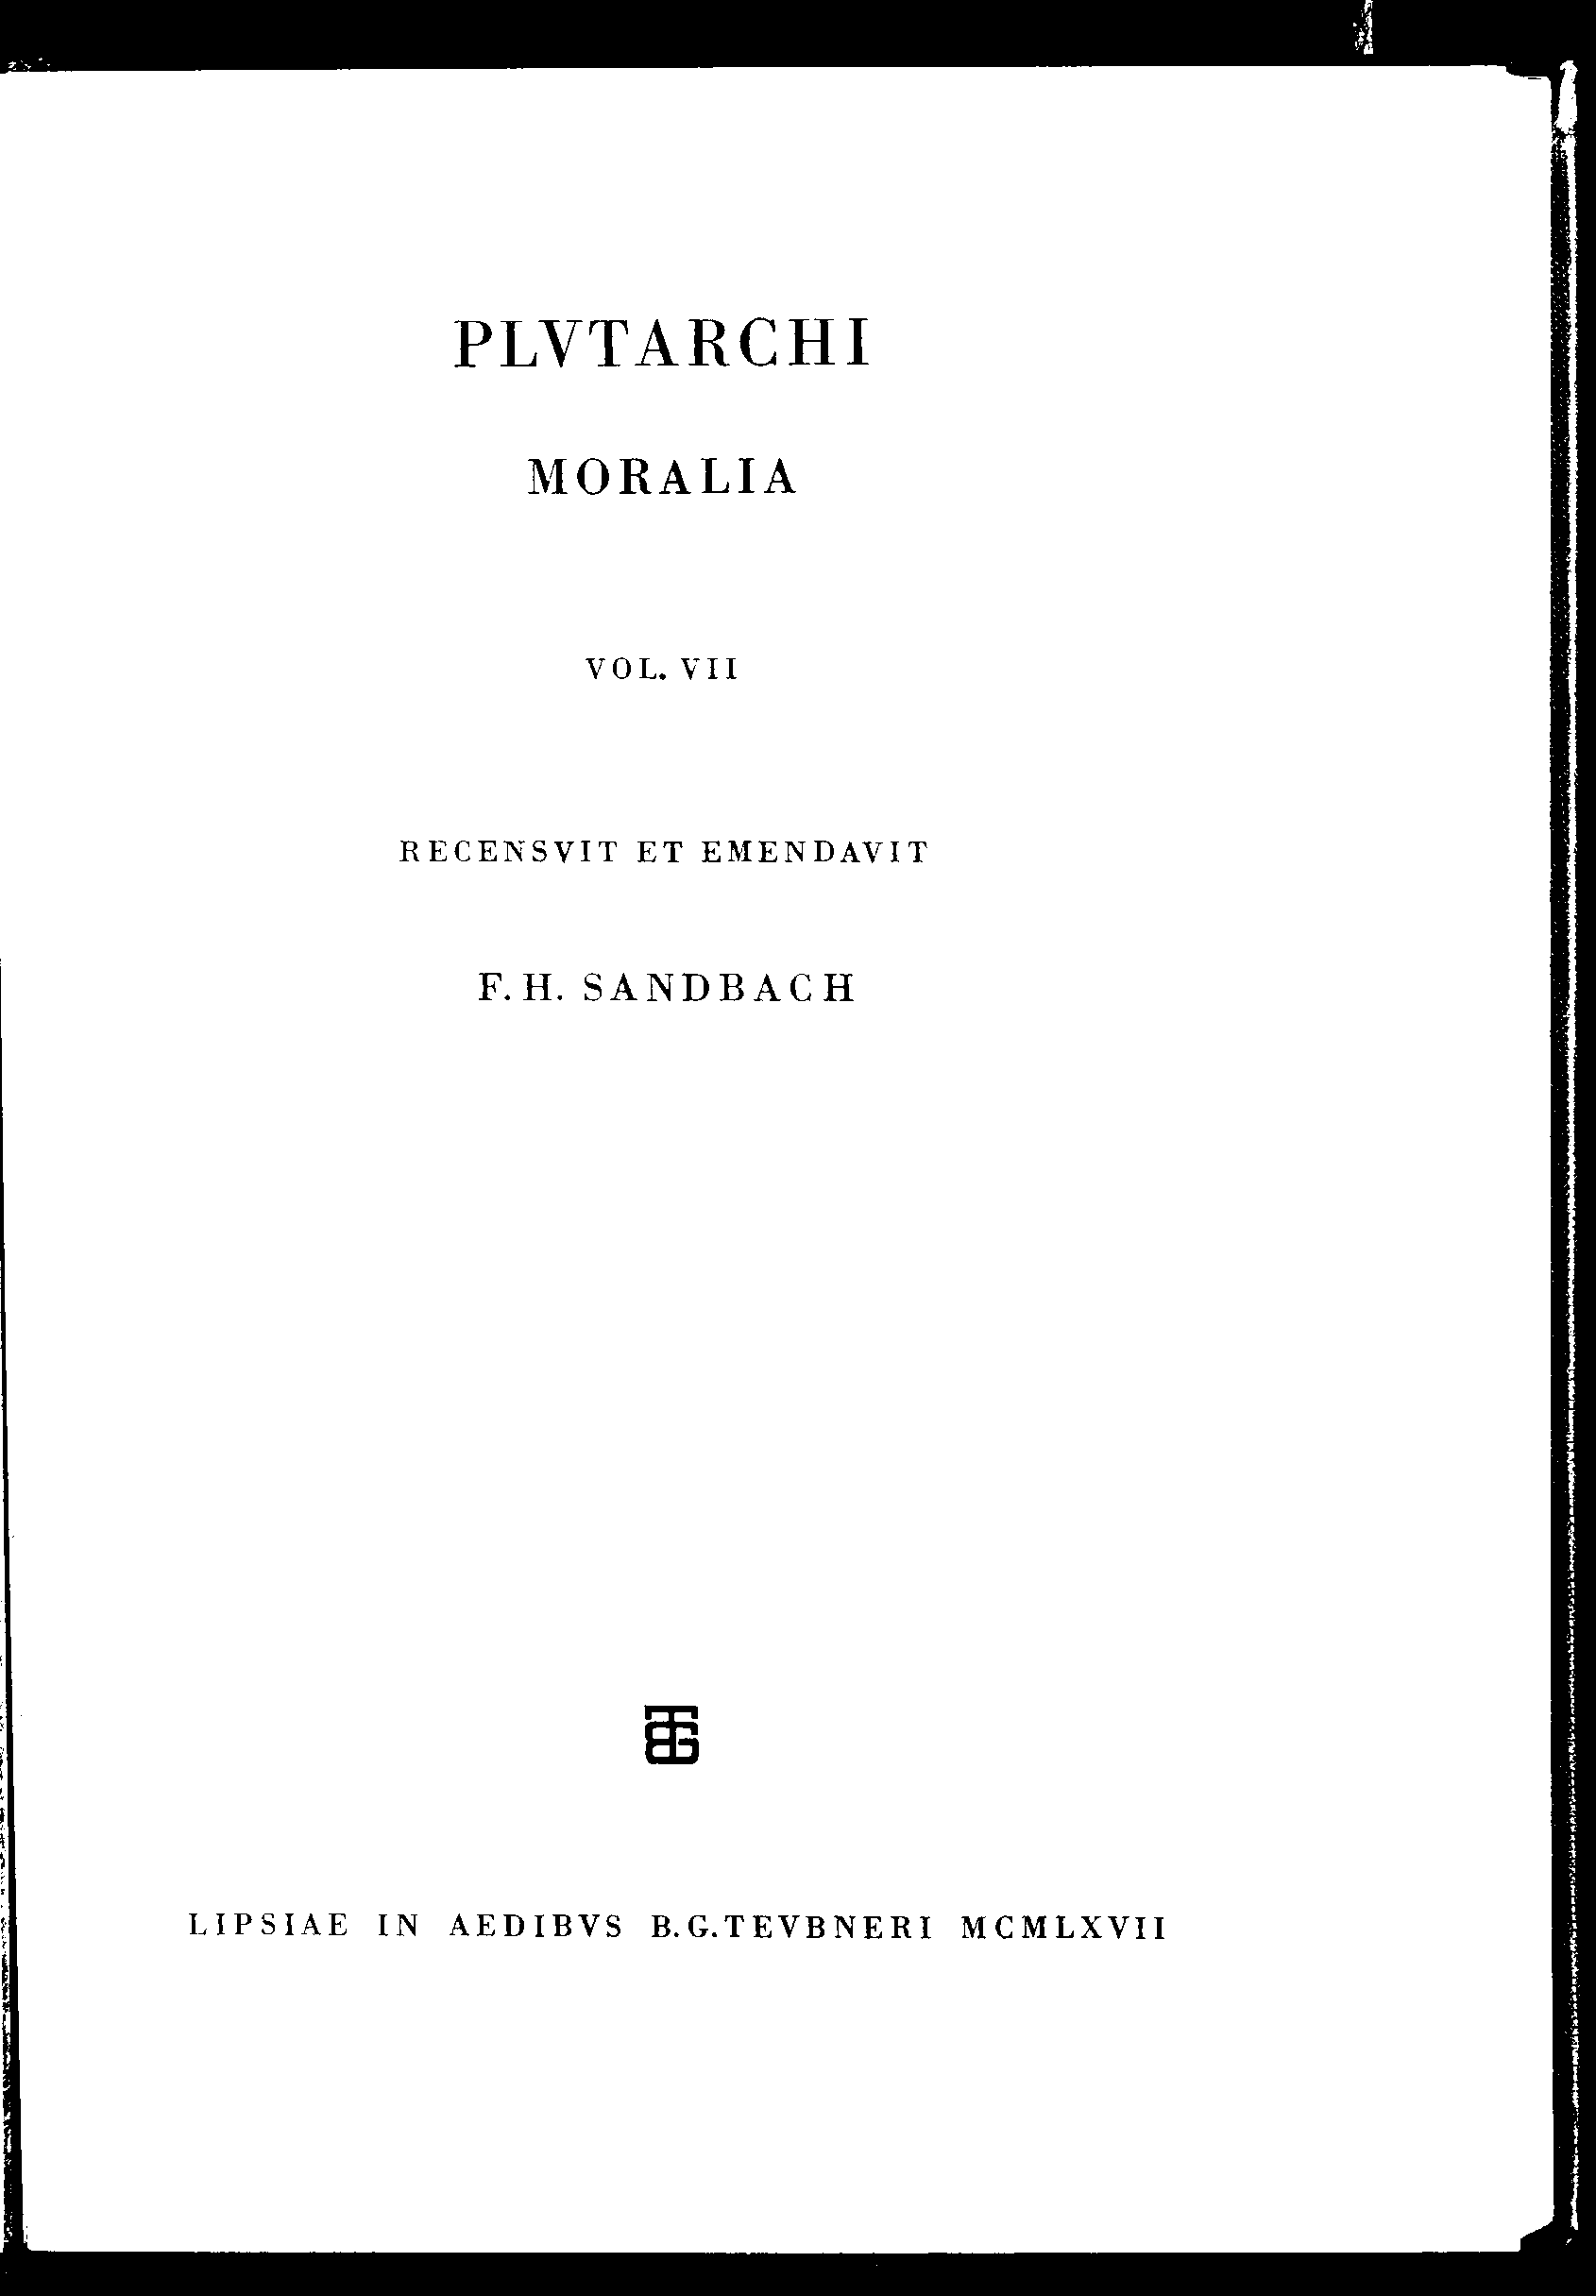 PLVTARCHI
MORALIA
VOL. VII
RECENSVIT ET EMENDAVIT
F. H. SANDBACH
LIPSIAE IN AEDIBVS B.G.TEVBNERI MCMLXVII